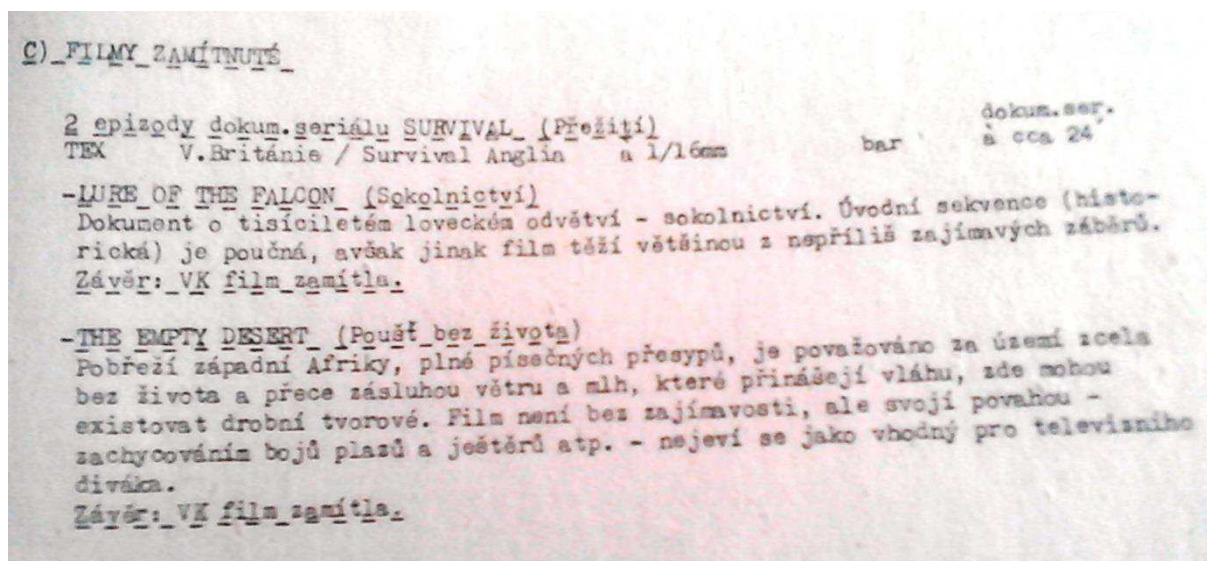 C) FILMY ZAMÍTNUTÉ
2 epizody dokum.seriálu SURVIVAL (Přežití) dokum.ser.
TEX V.Británie / Survival Anglia à 1/16mm bar à cca 24´
-LURE OF THE FALCON (Sokolnictví)
Dokument o tisíciletém loveckém odvětví - sokolnictví. Úvodní sekvence (histo-
rická) je poučná, avšak jinak film těží většinou z nepříliš zajímavých záběrů.
Závěr: VK film zamítla.
-THE EMPTY DESERT (Poušť bez života)
Pobřeží západní Afriky, plné písečných přesypů, je považováno za území zcela
bez života a přece zásluhou větru a mlh, které přinášejí vláhu, zde mohou
existovat drobní tvorové. Film není bez zajímavosti, ale svojí povahou -
zachycováním bojů plazů a ještěrů atp. - nejeví se jako vhodný pro televizního
diváka.
Závěr: VK film zamítla.